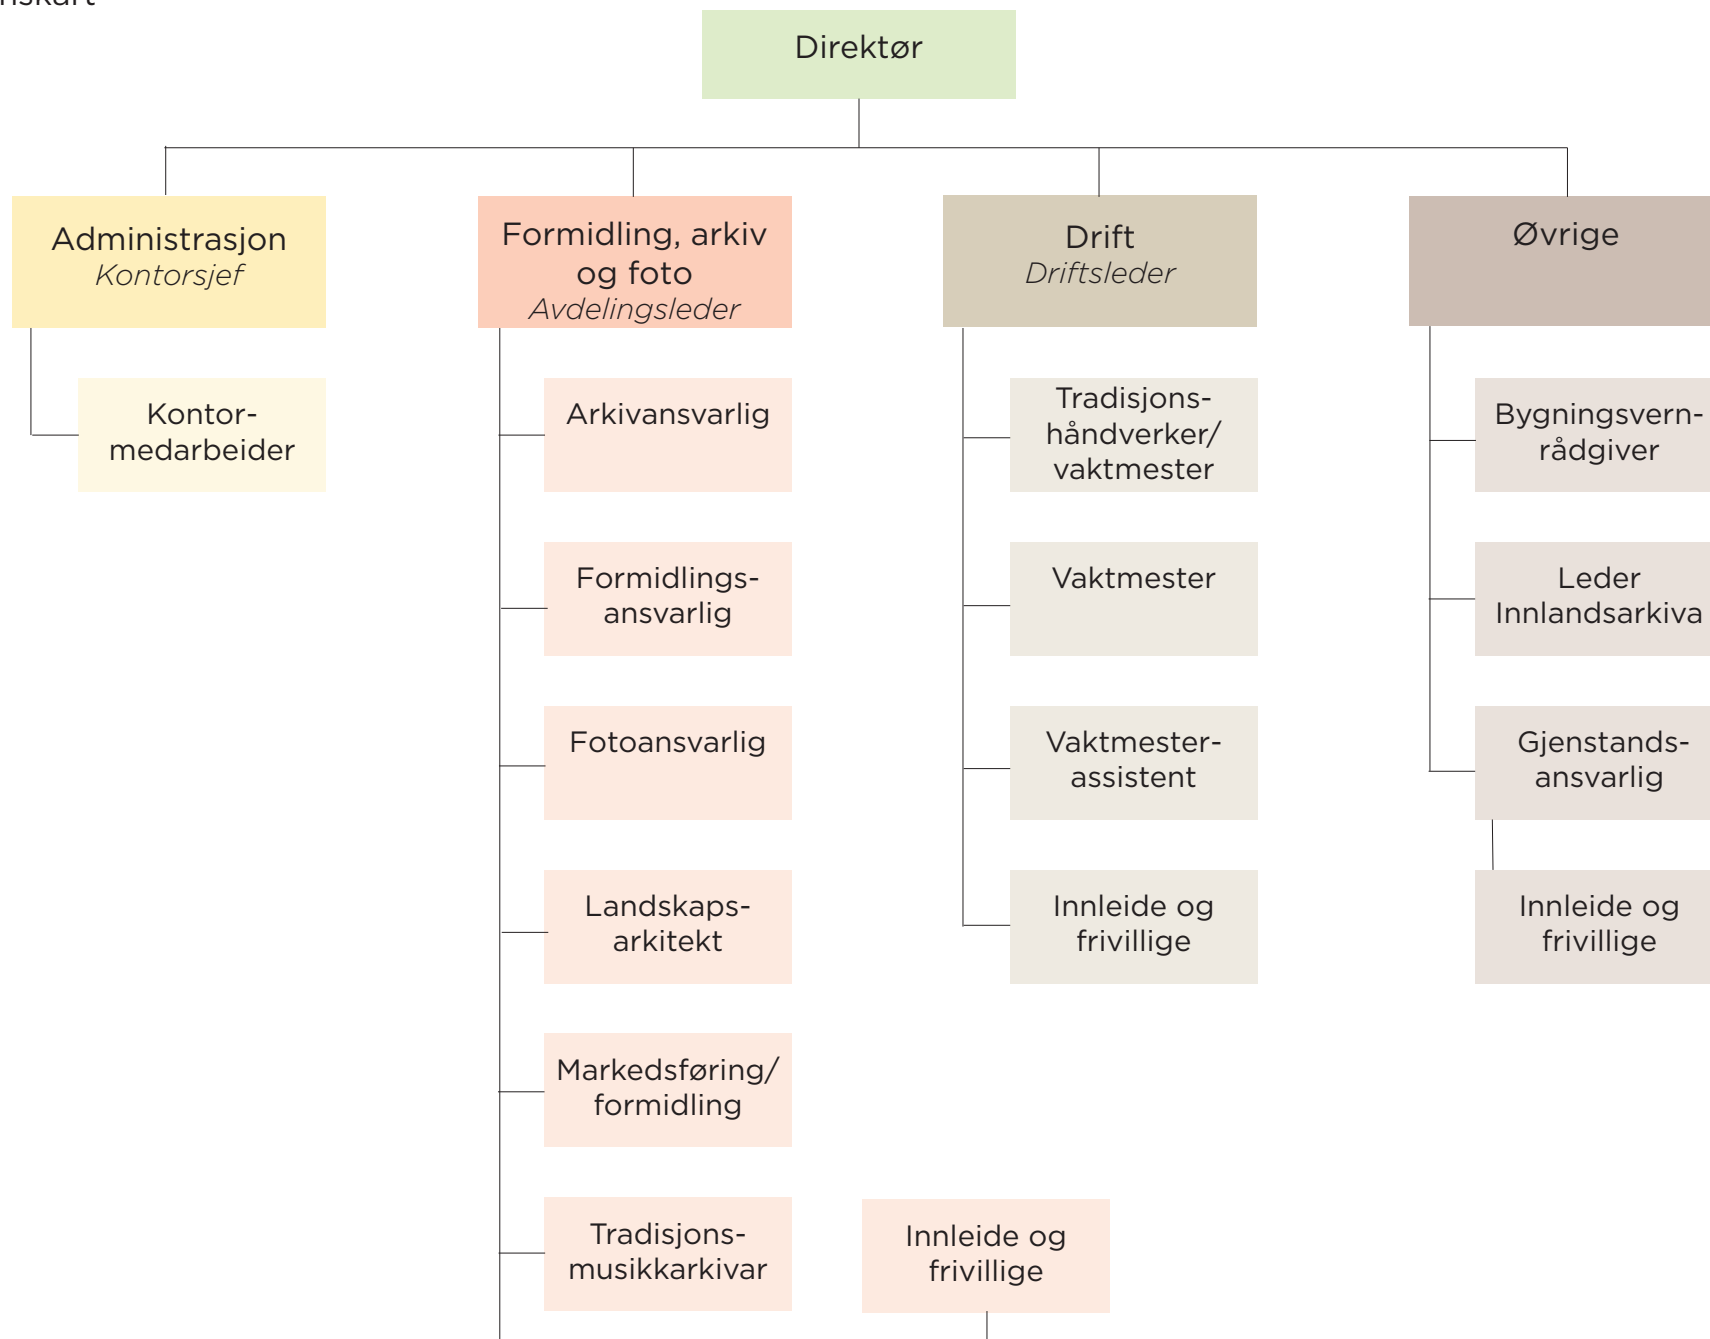 Direktør
Administrasjon
Kontorsjef
Kontor-
medarbeider
Formidling, arkiv
og foto
Avdelingsleder
Arkivansvarlig
Formidlings-
ansvarlig
Fotoansvarlig
Landskaps-
arkitekt
Markedsføring/
formidling
Tradisjons-
musikkarkivar
Innleide og
frivillige
Drift
Driftsleder
Tradisjons-
håndverker/
vaktmester
Vaktmester
Vaktmester-
assistent
Innleide og
frivillige
Øvrige
Bygningsvern-
rådgiver
Leder
Innlandsarkiva
Gjenstands-
ansvarlig
Innleide og
frivillige